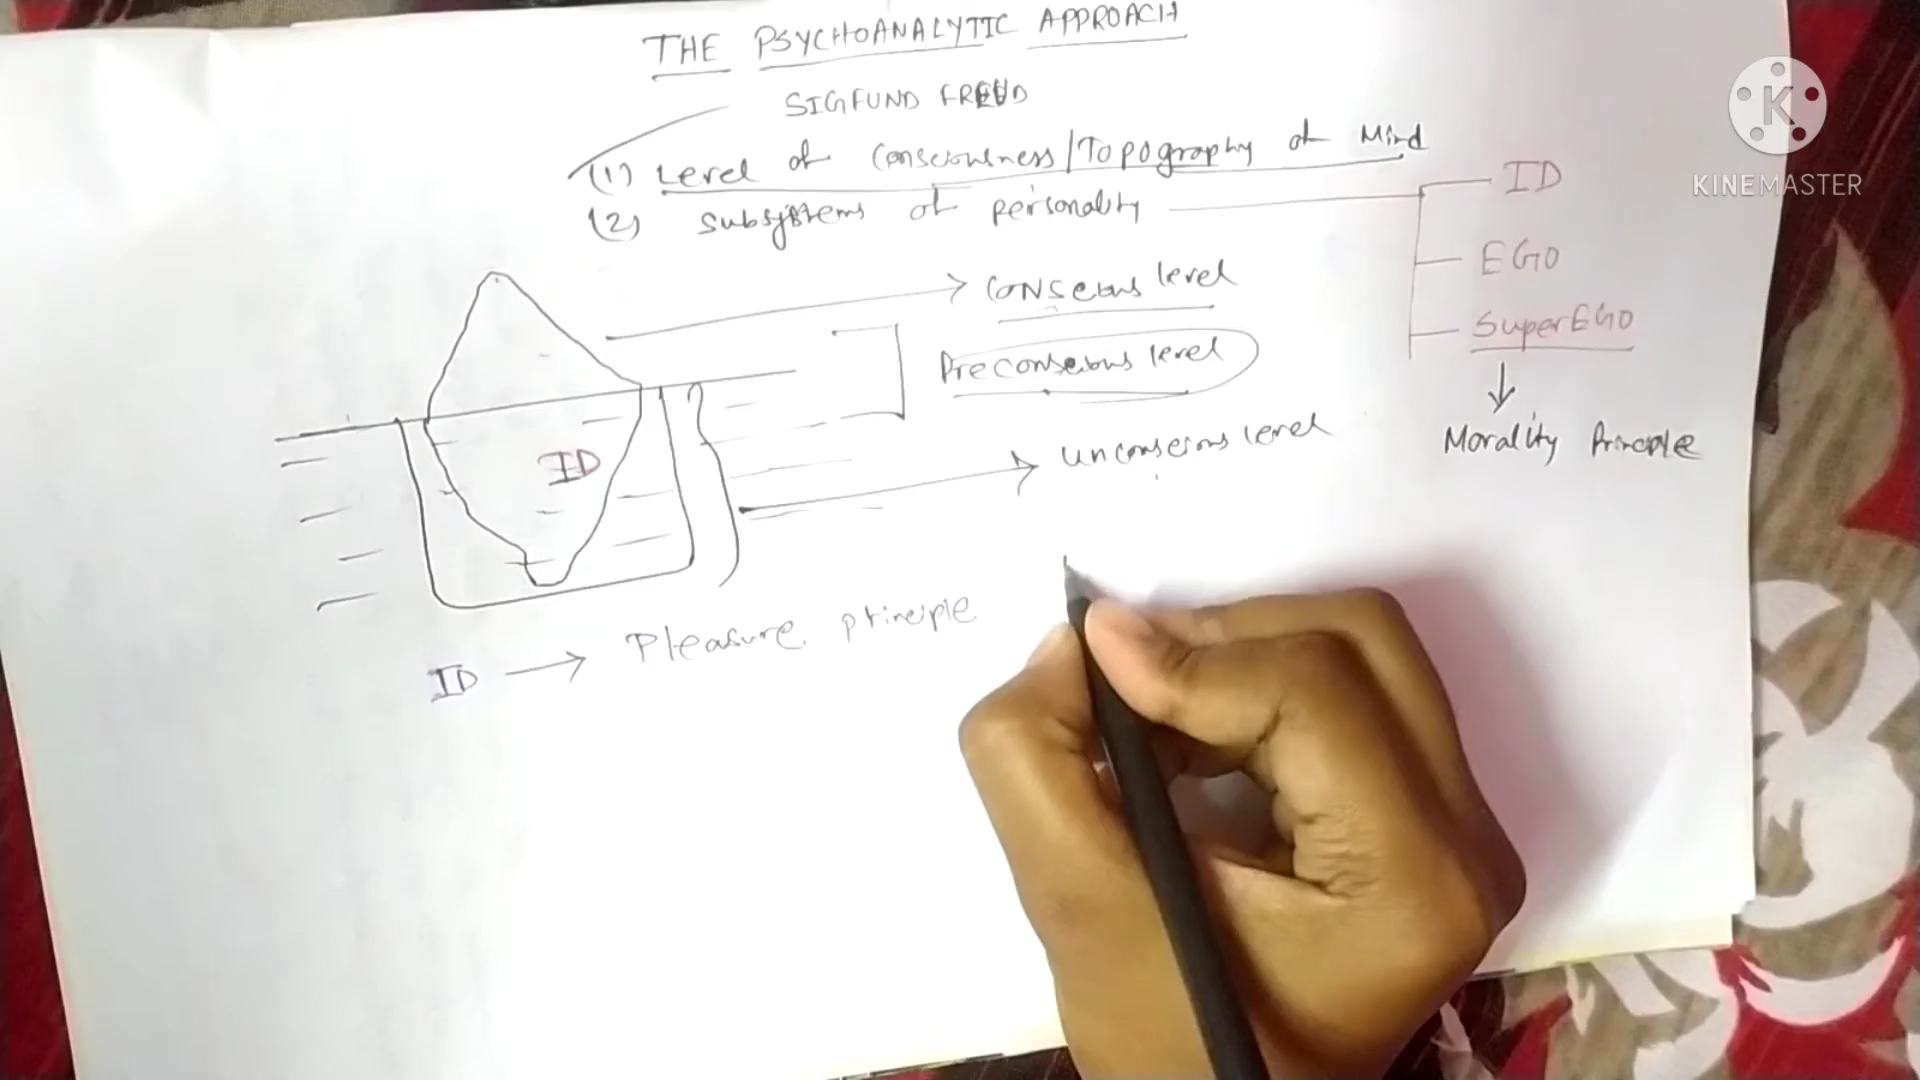 THE PSYCHOANALYTIC APPROACH
SIGFUND FREUD
(1) Level of Consciousness/Topography of Mind
(2) subsystems of personality
ID
EGO
SuperEGO
Morality Principle
Conscious level
Preconscious level
unconscious level
ID
ID → Pleasure principle
K
KINEMASTER